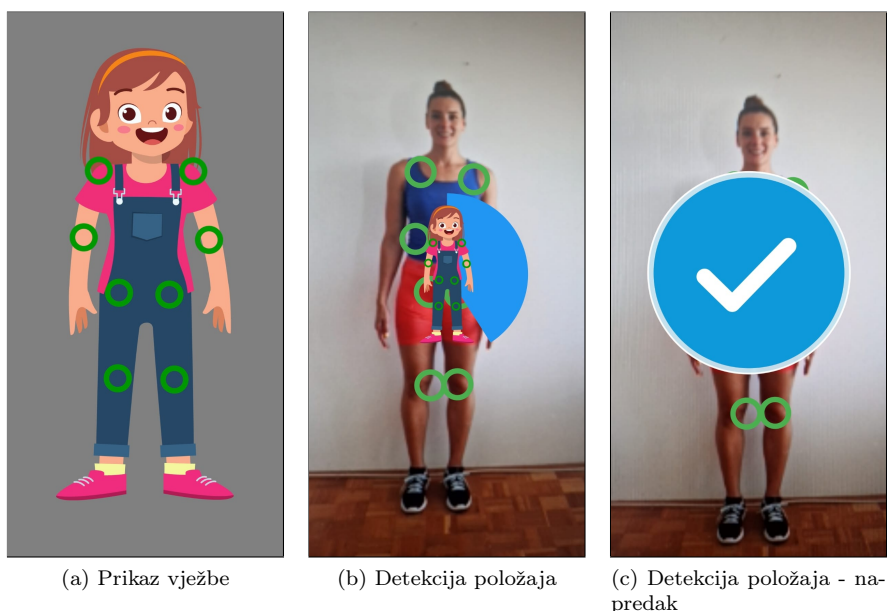 (a) Prikaz vježbe
(b) Detekcija položaja
(c) Detekcija položaja - na-
predak